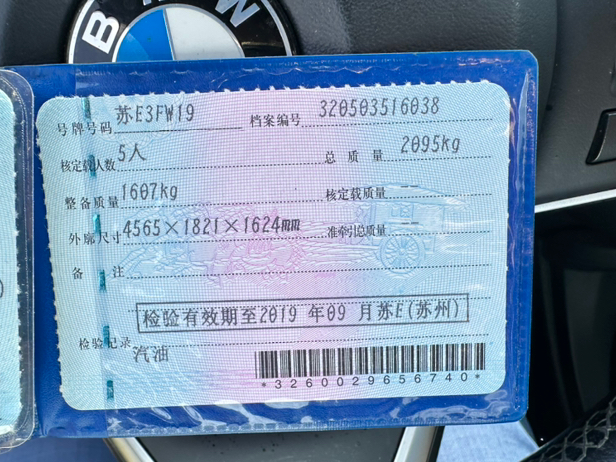 BMW
号牌号码 苏E3FW19 档案编号 320503516038
核定载人数 5人 总质量 2095kg
整备质量 1607kg 核定载质量 --
外廓尺寸 4565×1821×1624mm 准牵引总质量 --
备注
检验有效期至2019年09月苏E(苏州)
检验记录
汽油
*3260029656740*